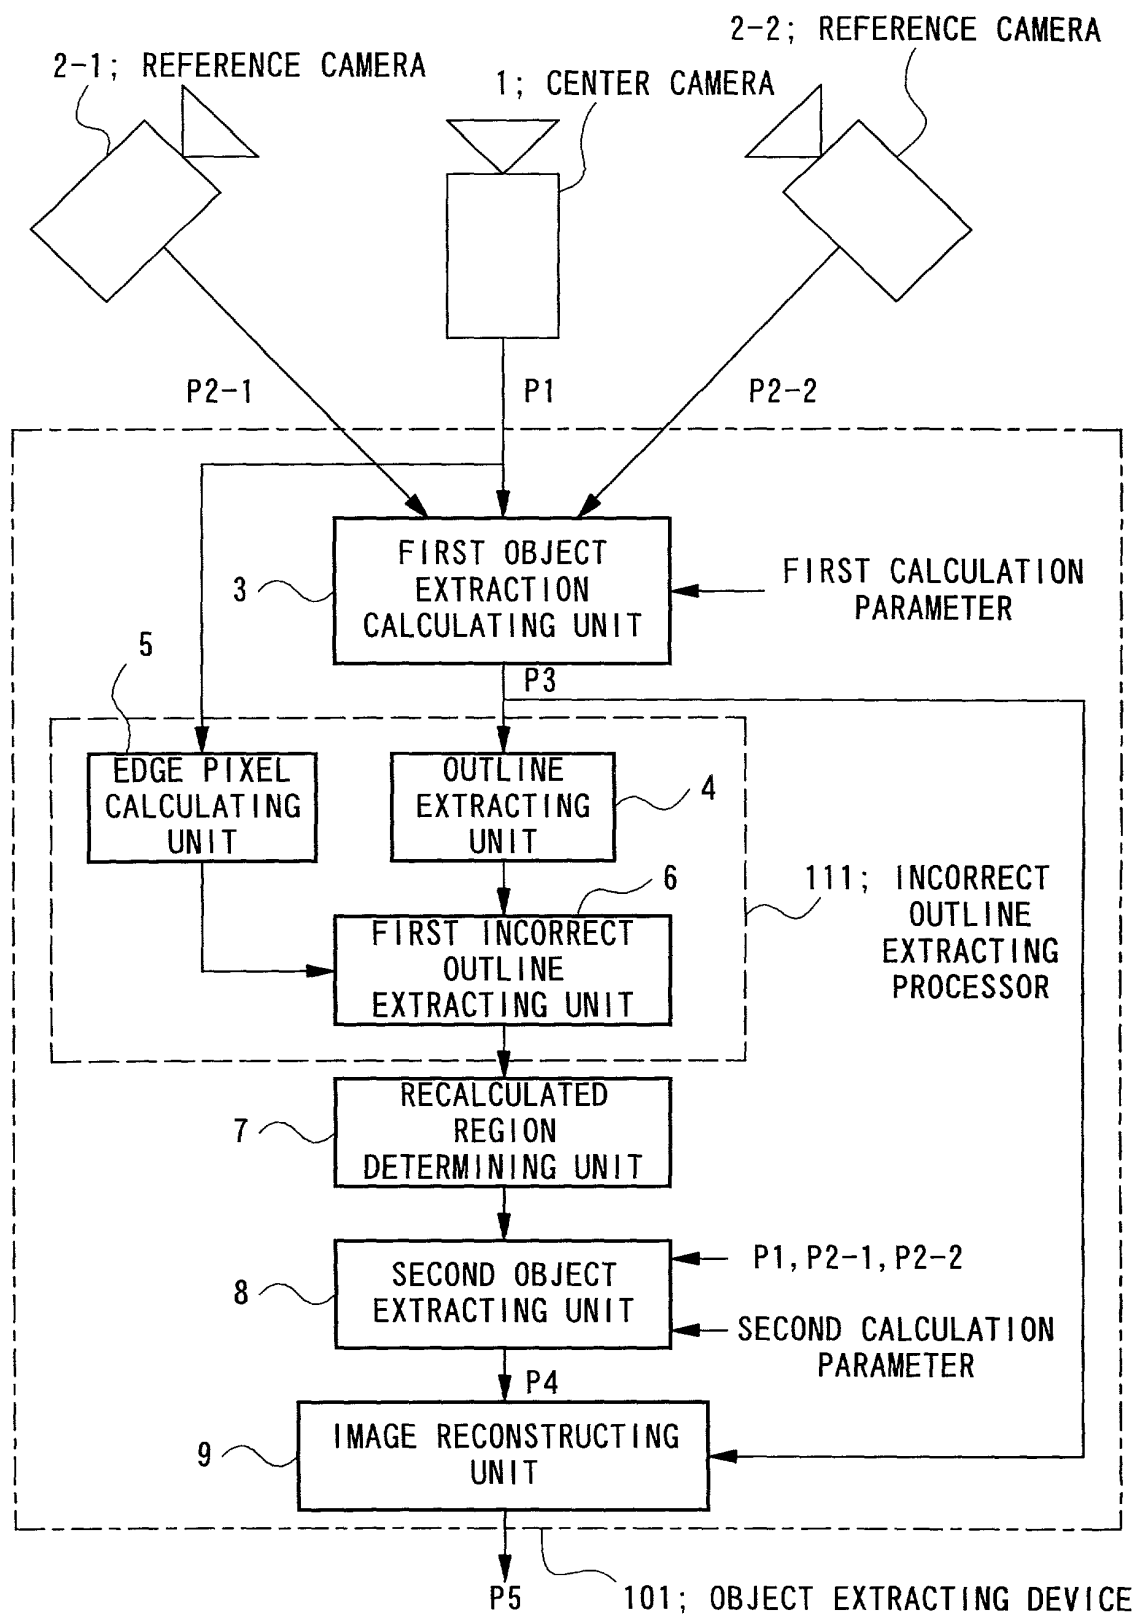 2-2; REFERENCE CAMERA
2-1; REFERENCE CAMERA
1; CENTER CAMERA
P2-1
P1
P2-2
FIRST OBJECT
EXTRACTION
CALCULATING UNIT
3
FIRST CALCULATION
PARAMETER
5
P3
EDGE PIXEL
CALCULATING
UNIT
OUTLINE
EXTRACTING
UNIT
4
6
111; INCORRECT
OUTLINE
EXTRACTING
PROCESSOR
FIRST INCORRECT
OUTLINE
EXTRACTING UNIT
RECALCULATED
REGION
DETERMINING UNIT
7
SECOND OBJECT
EXTRACTING UNIT
8
P1, P2-1, P2-2
SECOND CALCULATION
PARAMETER
P4
IMAGE RECONSTRUCTING
UNIT
9
P5
101; OBJECT EXTRACTING DEVICE